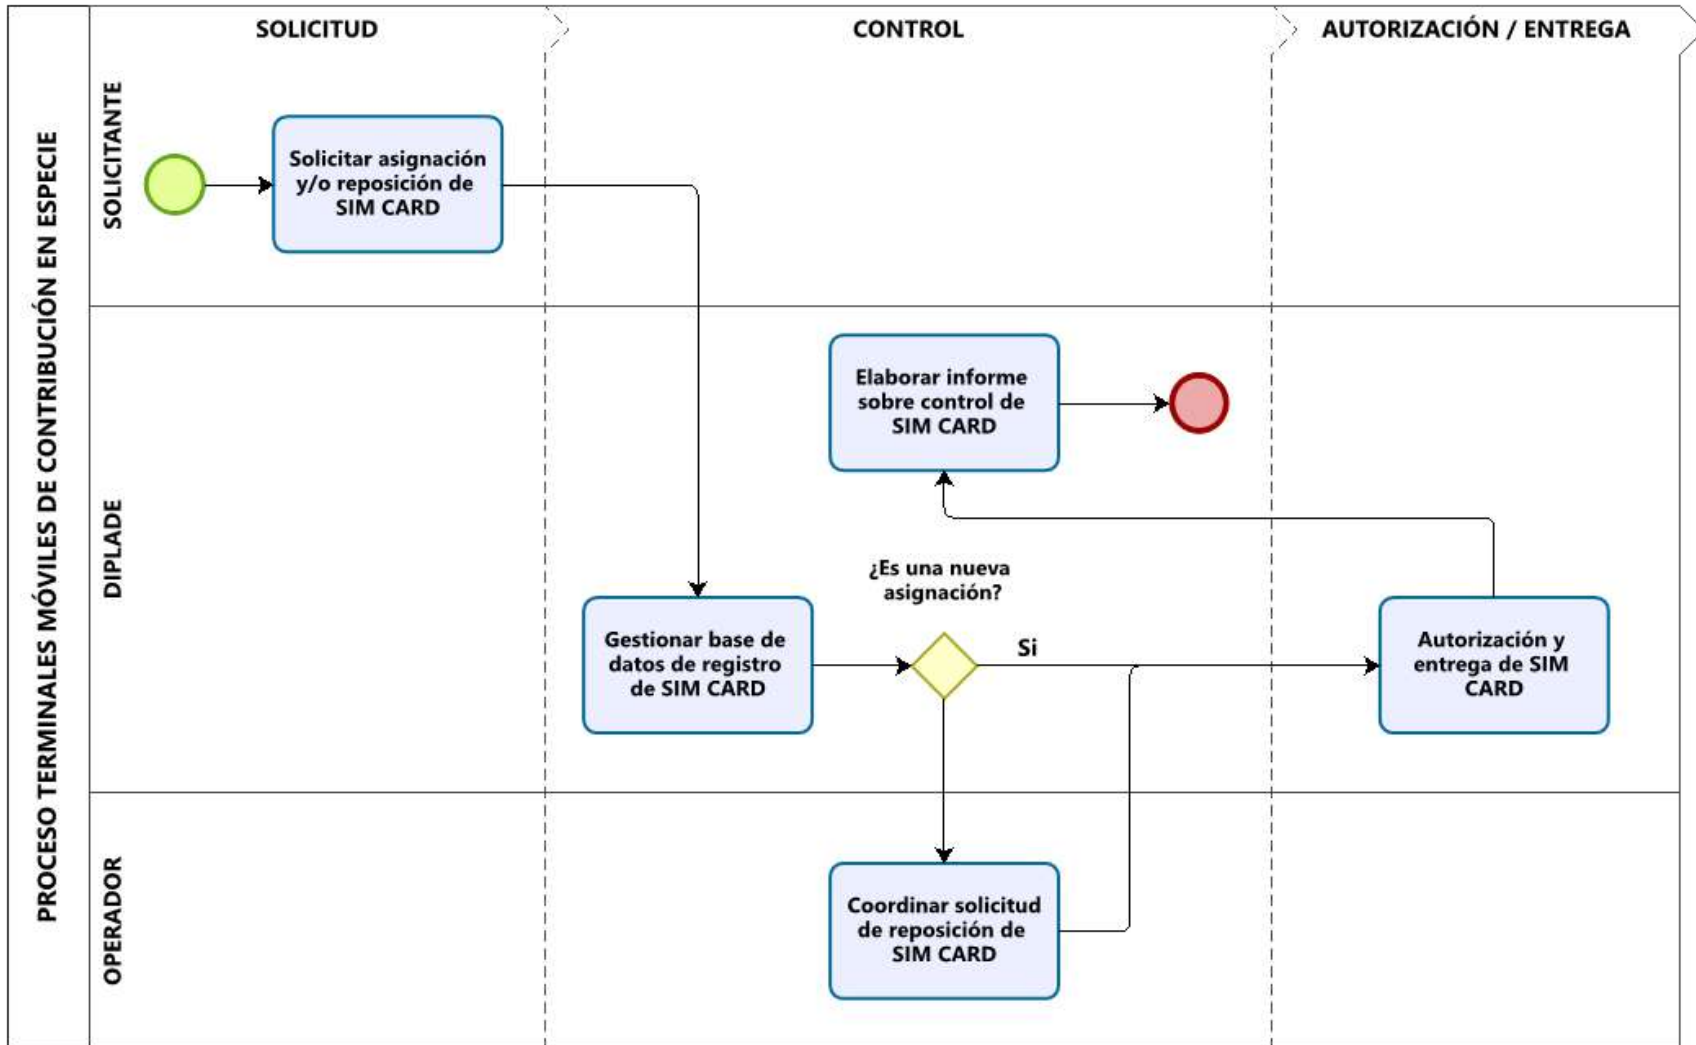 SOLICITUD
CONTROL
AUTORIZACIÓN / ENTREGA
PROCESO TERMINALES MÓVILES DE CONTRIBUCIÓN EN ESPECIE
SOLICITANTE
Solicitar asignación
y/o reposición de
SIM CARD
DIPLADE
Elaborar informe
sobre control de
SIM CARD
¿Es una nueva
asignación?
Gestionar base de
datos de registro
de SIM CARD
Si
Autorización y
entrega de SIM
CARD
OPERADOR
Coordinar solicitud
de reposición de
SIM CARD